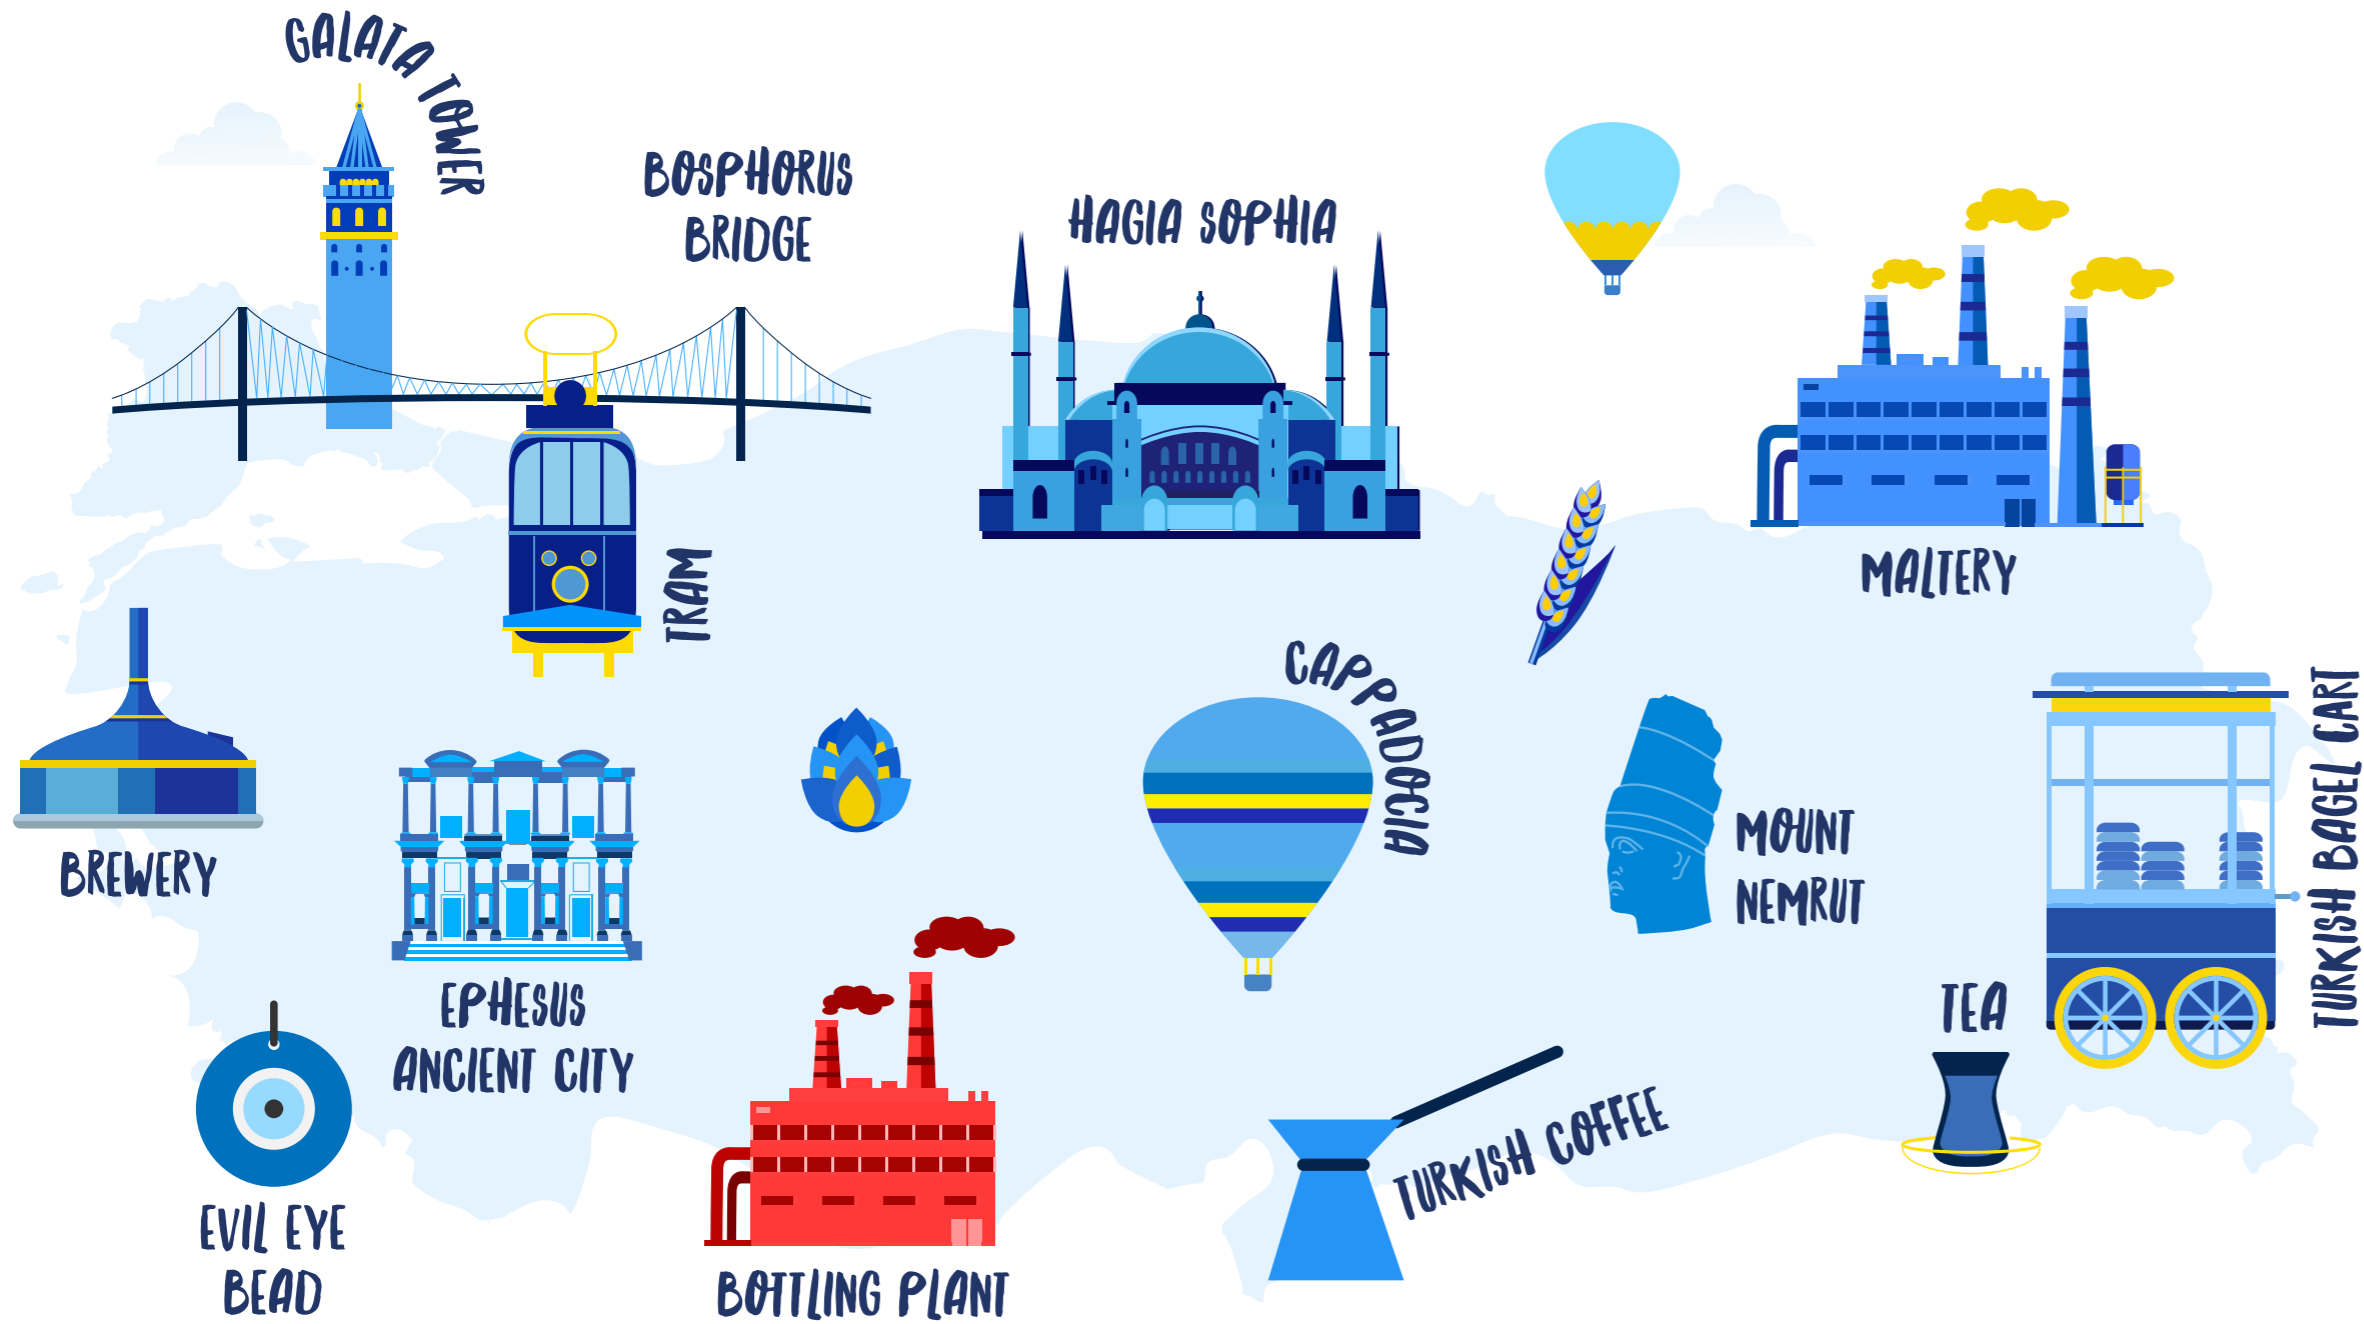 GALATA TOWER
BOSPHORUS
BRIDGE
HAGIA SOPHIA
MALTERY
TRAM
CAPPADOCIA
TURKISH BAGEL CART
MOUNT
NEMRUT
BREWERY
EPHESUS
ANCIENT CITY
TEA
TURKISH COFFEE
EVIL EYE
BEAD
BOTTLING PLANT